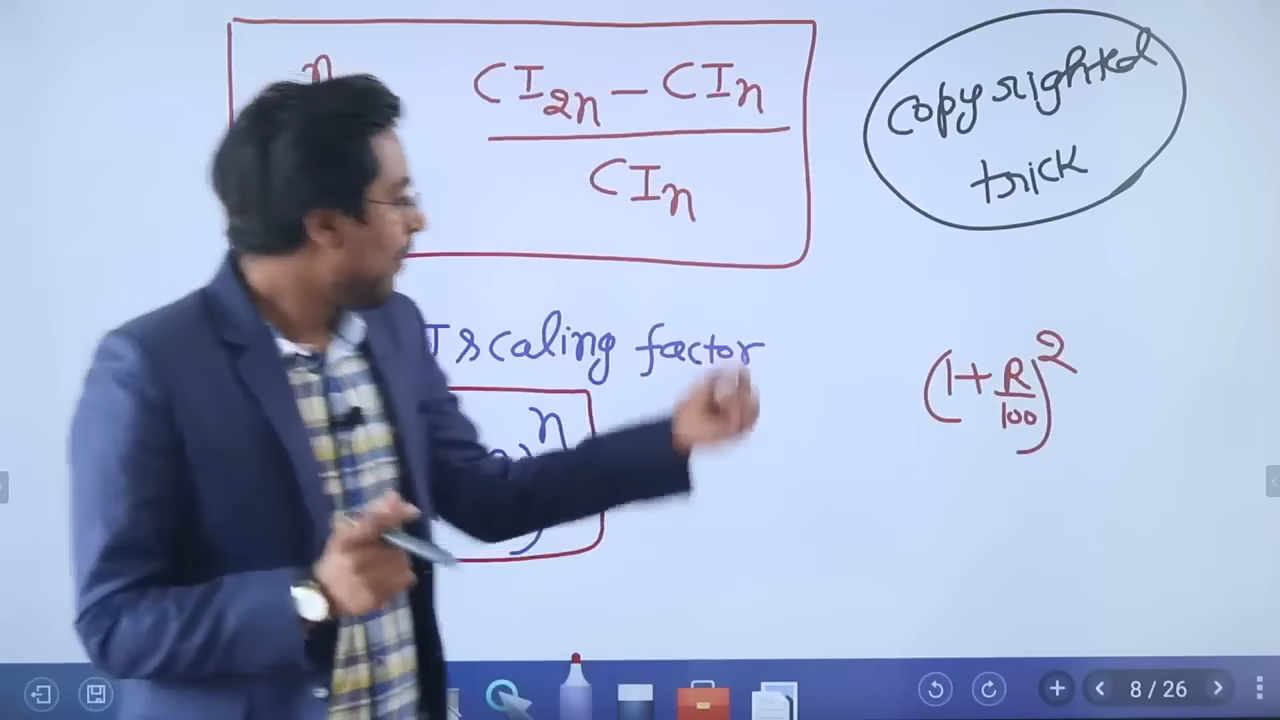 n
CI2n - CIn
CIn
copyrighted
trick
scaling factor
(1+R/100)^2
n
8 / 26